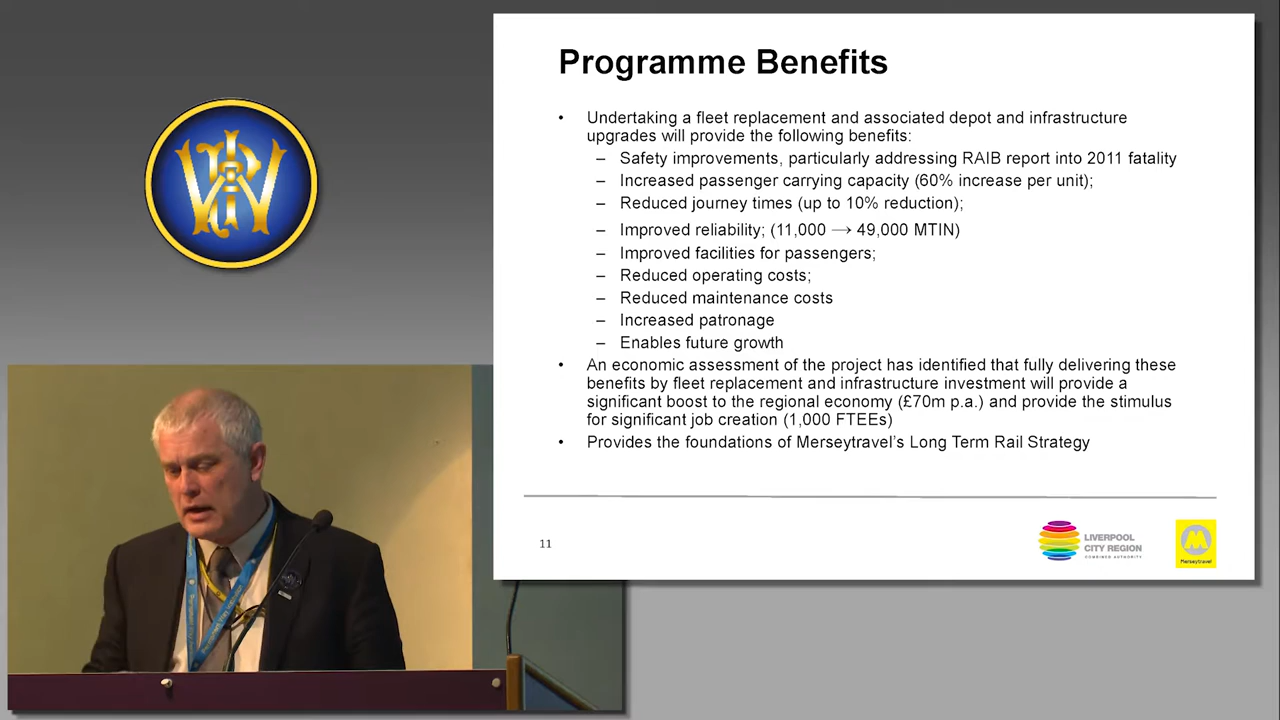 Programme Benefits
• Undertaking a fleet replacement and associated depot and infrastructure
upgrades will provide the following benefits:
– Safety improvements, particularly addressing RAIB report into 2011 fatality
– Increased passenger carrying capacity (60% increase per unit);
– Reduced journey times (up to 10% reduction);
– Improved reliability; (11,000 → 49,000 MTIN)
– Improved facilities for passengers;
– Reduced operating costs;
– Reduced maintenance costs
– Increased patronage
– Enables future growth
• An economic assessment of the project has identified that fully delivering these
benefits by fleet replacement and infrastructure investment will provide a
significant boost to the regional economy (£70m p.a.) and provide the stimulus
for significant job creation (1,000 FTEEs)
• Provides the foundations of Merseytravel's Long Term Rail Strategy
11
LIVERPOOL
CITY REGION
COMBINED AUTHORITY
M
Merseytravel